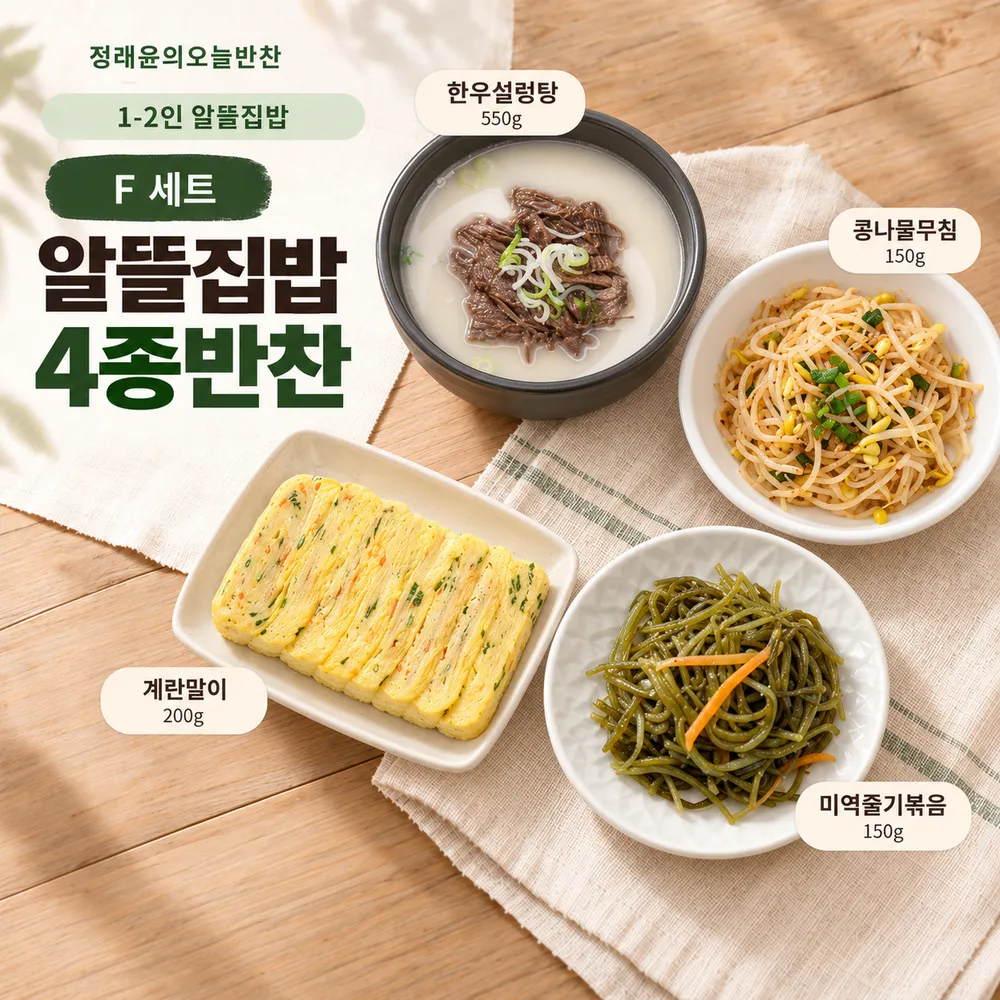 정래윤의오늘반찬
1-2인 알뜰집밥
F 세트
알뜰집밥
4종반찬
한우설렁탕
550g
콩나물무침
150g
계란말이
200g
미역줄기볶음
150g